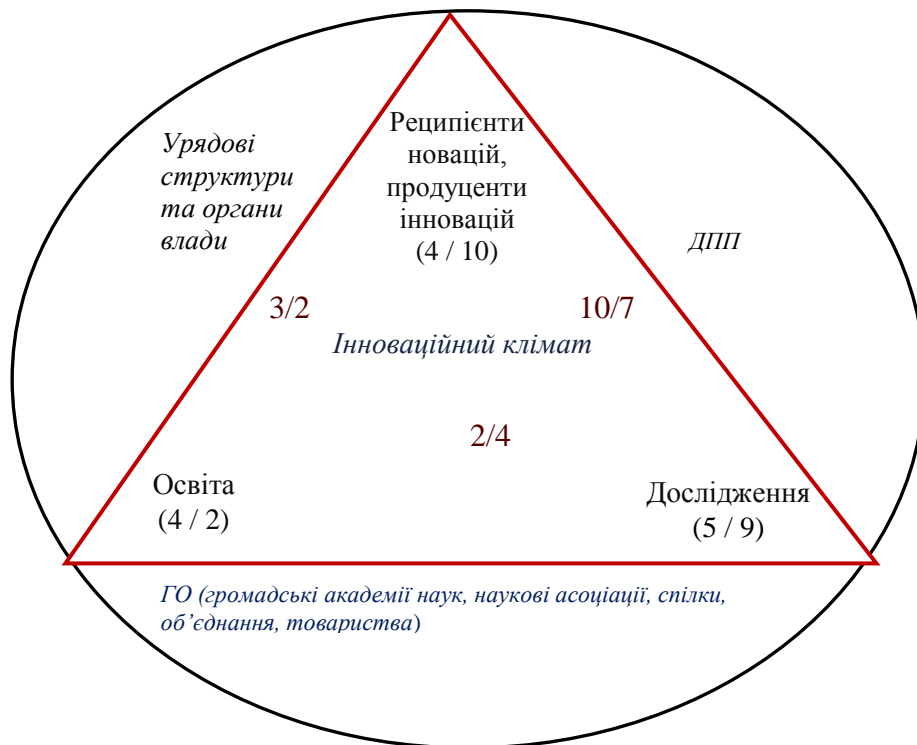 Реципієнти
новацій,
продуценти
інновацій
(4 / 10)
Урядові
структури
та органи
влади
ДПП
3/2
10/7
Інноваційний клімат
2/4
Освіта
(4 / 2)
Дослідження
(5 / 9)
ГО (громадські академії наук, наукові асоціації, спілки,
об’єднання, товариства)